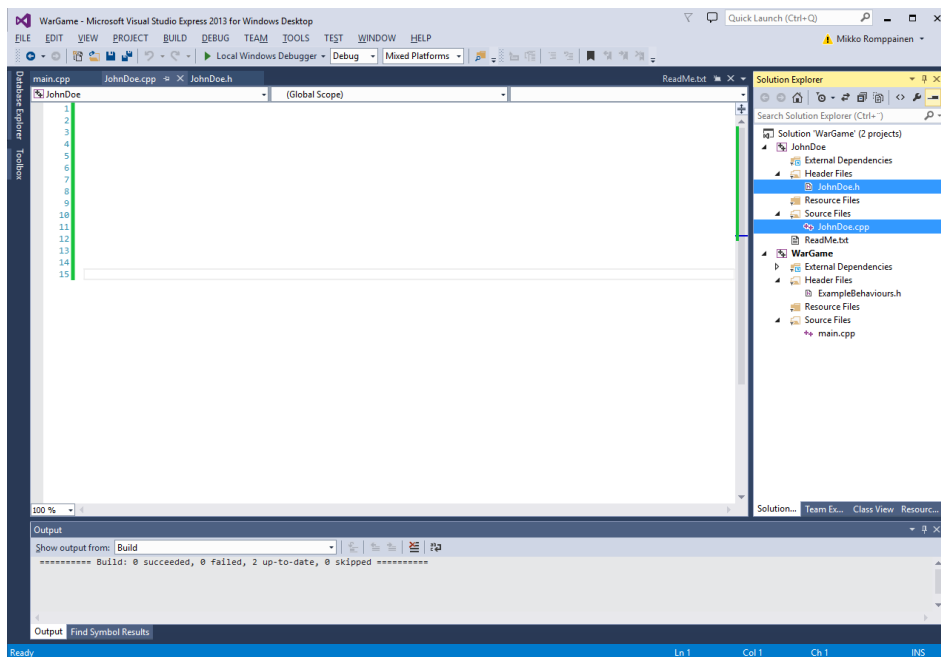 WarGame - Microsoft Visual Studio Express 2013 for Windows Desktop
Quick Launch (Ctrl+Q)
FILE EDIT VIEW PROJECT BUILD DEBUG TEAM TOOLS TEST WINDOW HELP
Mikko Romppainen
Local Windows Debugger Debug Mixed Platforms
Database Explorer
Toolbox
main.cpp JohnDoe.cpp JohnDoe.h ReadMe.txt
JohnDoe (Global Scope)
1
2
3
4
5
6
7
8
9
10
11
12
13
14
15
100 %
Solution Explorer
Search Solution Explorer (Ctrl+¨)
Solution 'WarGame' (2 projects)
JohnDoe
External Dependencies
Header Files
JohnDoe.h
Resource Files
Source Files
JohnDoe.cpp
ReadMe.txt
WarGame
External Dependencies
Header Files
ExampleBehaviours.h
Resource Files
Source Files
main.cpp
Solution... Team Ex... Class View Resourc...
Output
Show output from: Build
========== Build: 0 succeeded, 0 failed, 2 up-to-date, 0 skipped ==========
Output Find Symbol Results
Ready Ln 1 Col 1 Ch 1 INS